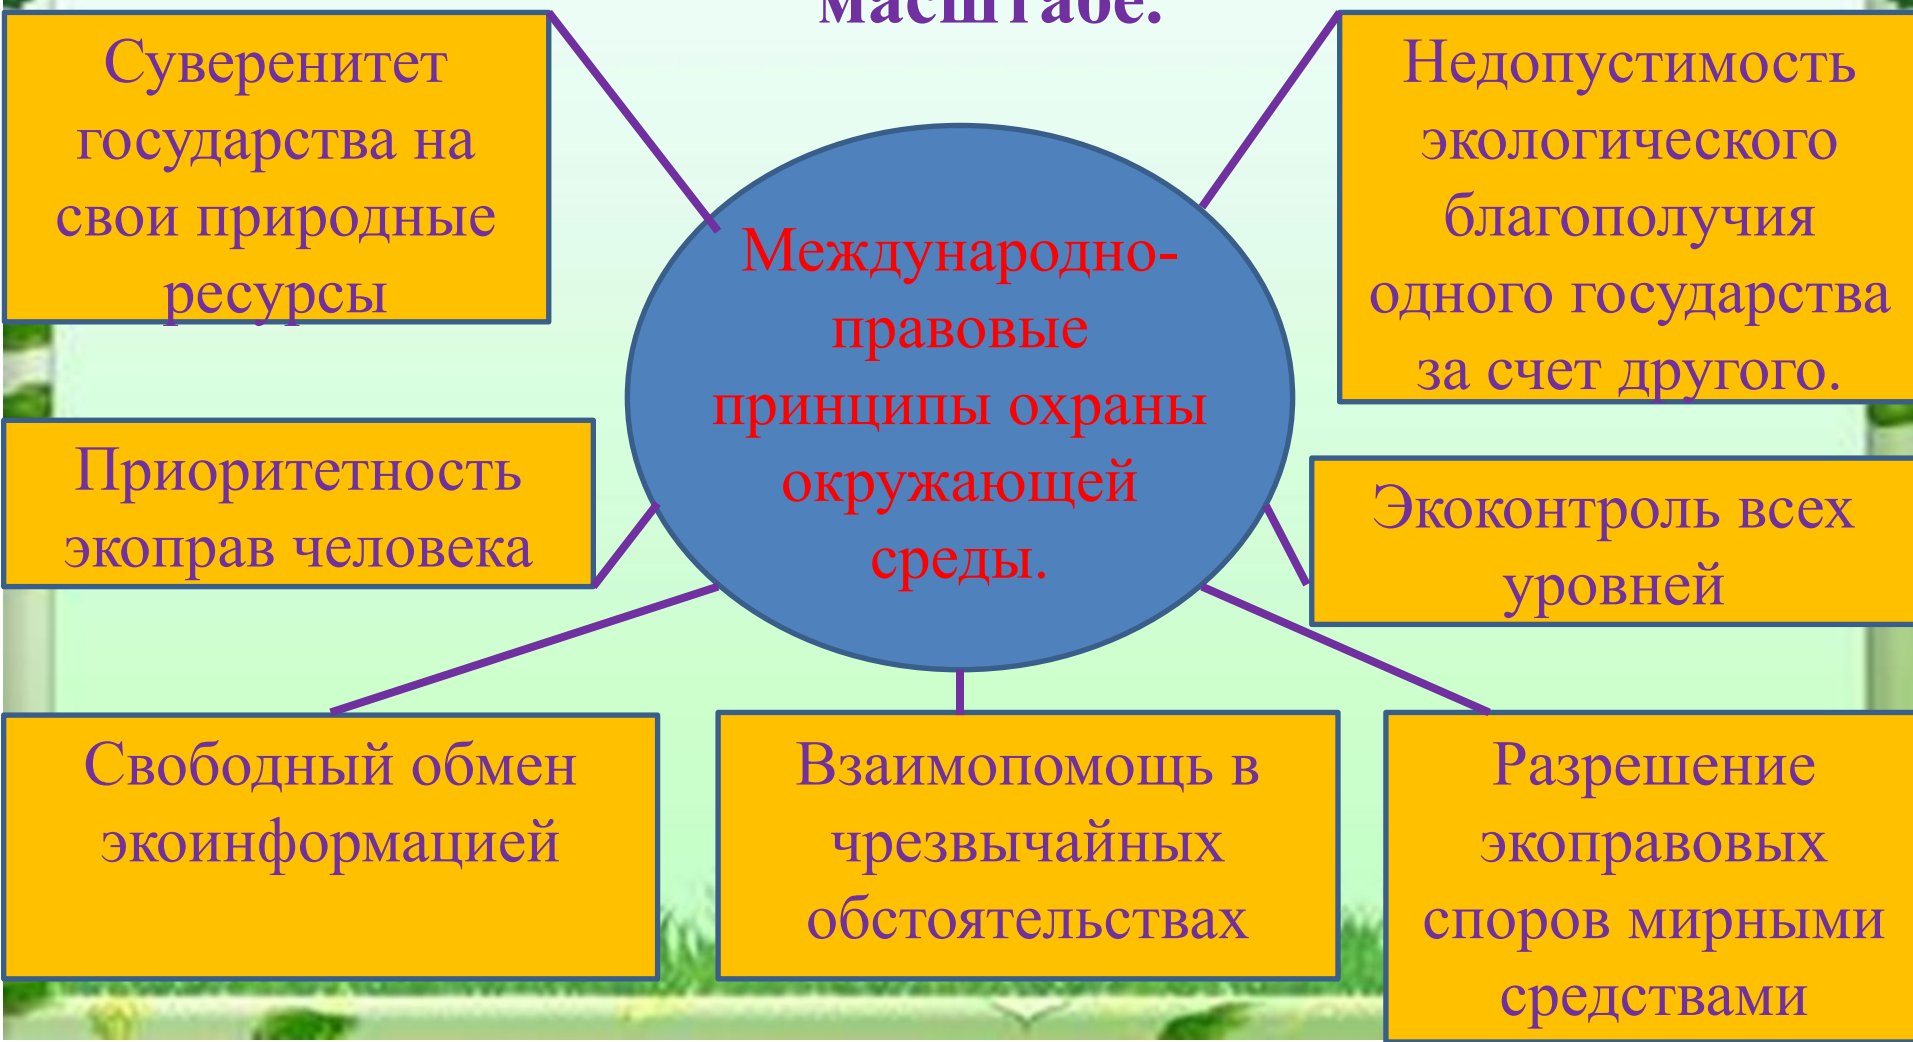 масштабе.
Суверенитет
государства на
свои природные
ресурсы
Недопустимость
экологического
благополучия
одного государства
за счет другого.
Международно-
правовые
принципы охраны
окружающей
среды.
Приоритетность
экоправ человека
Экоконтроль всех
уровней
Свободный обмен
экоинформацией
Взаимопомощь в
чрезвычайных
обстоятельствах
Разрешение
экоправовых
споров мирными
средствами